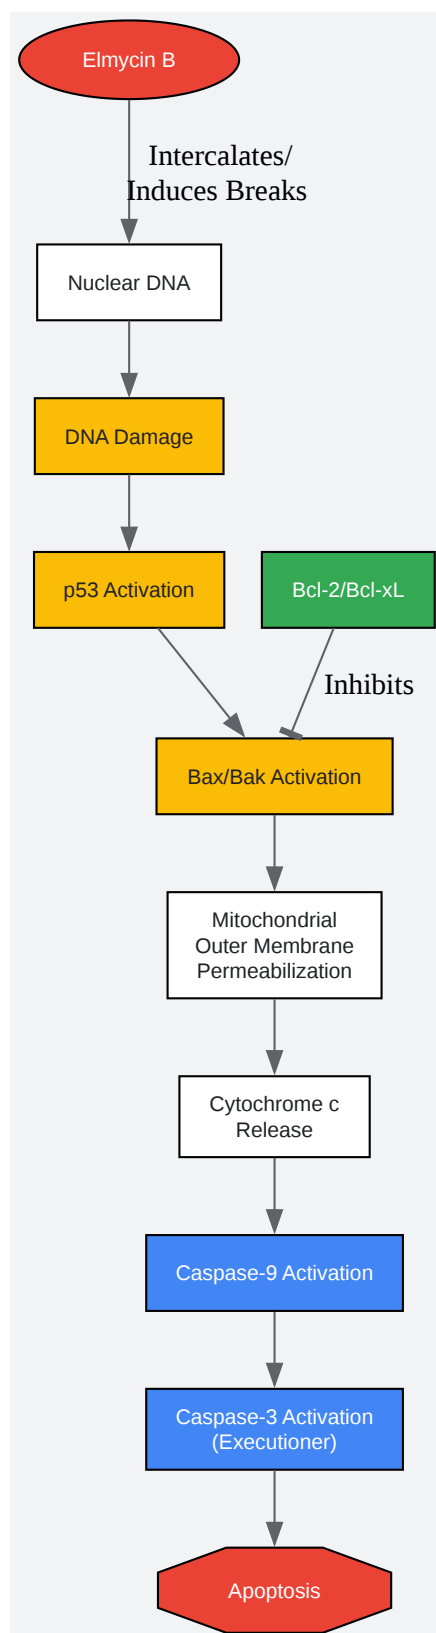 Elmycin B
Intercalates/
Induces Breaks
Nuclear DNA
DNA Damage
p53 Activation
Bcl-2/Bcl-xL
Inhibits
Bax/Bak Activation
Mitochondrial
Outer Membrane
Permeabilization
Cytochrome c
Release
Caspase-9 Activation
Caspase-3 Activation
(Executioner)
Apoptosis